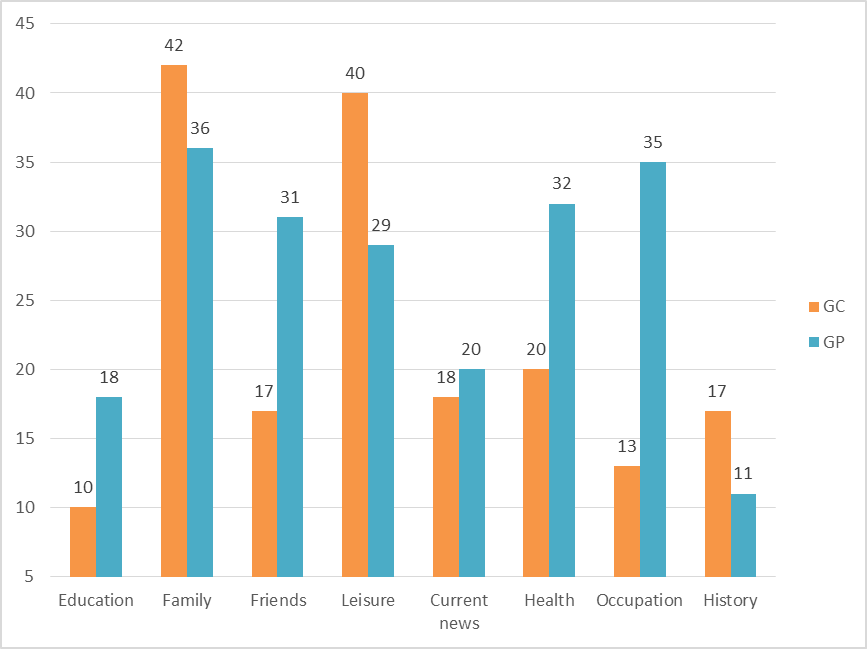 45
40
35
30
25
20
15
10
5
10
18
42
36
17
31
40
29
18
20
20
32
13
35
17
11
Education
Family
Friends
Leisure
Current
news
Health
Occupation
History
GC
GP